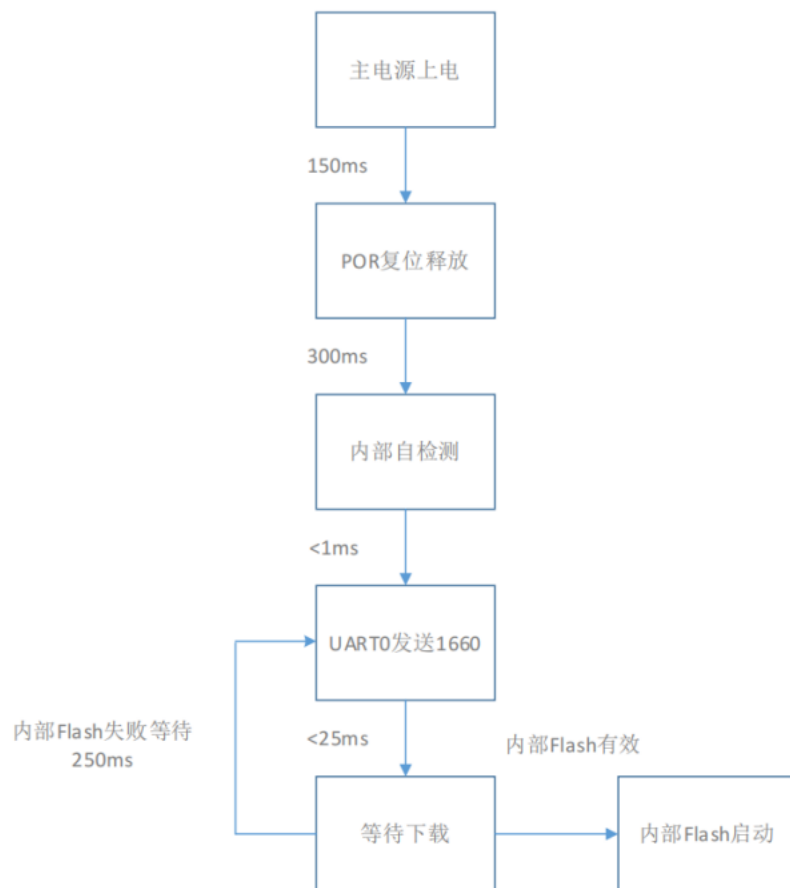 主电源上电
150ms
POR复位释放
300ms
内部自检测
<1ms
UART0发送1660
内部Flash失败等待
250ms
<25ms
内部Flash有效
等待下载
内部Flash启动